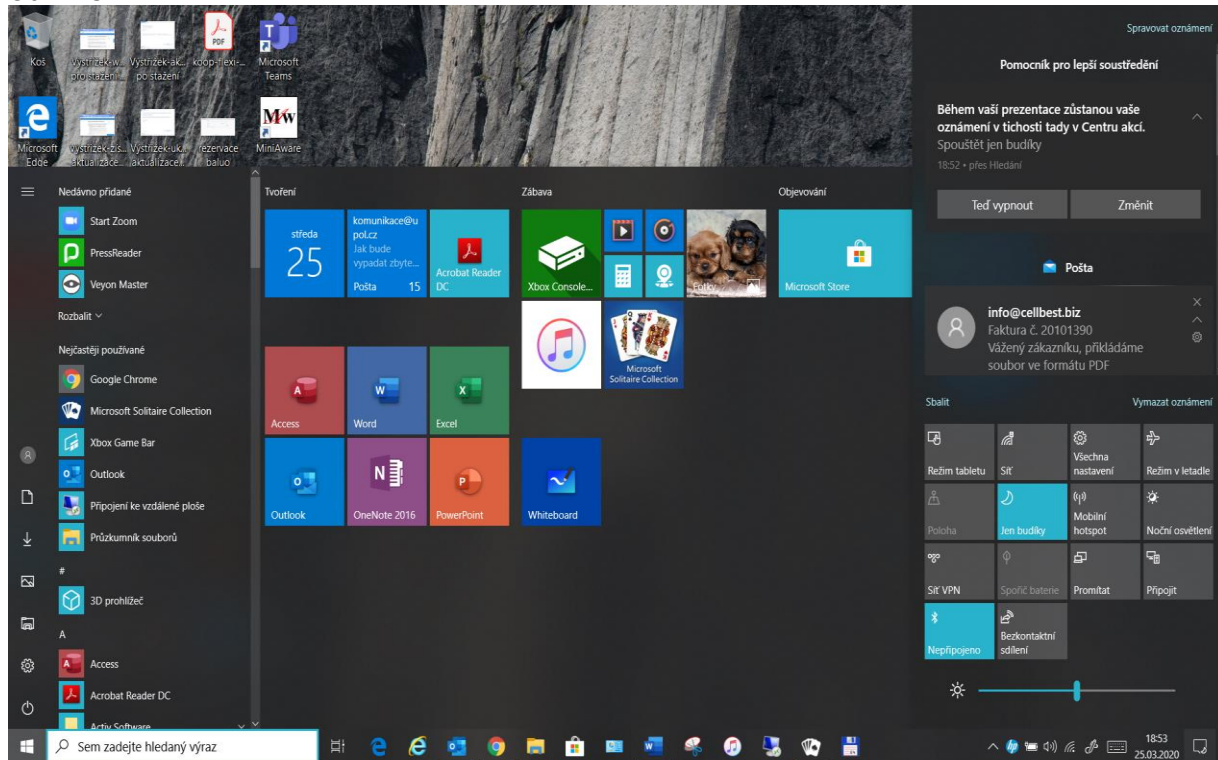 Koš
Výstřižek-w... pro stažení -...
Výstřižek-ak... po stažení
PDF
koop-flexi-...
Microsoft Teams
Microsoft Edge
Výstřižek-zis... aktualizace...
Výstřižek-uk... aktualizace...
rezervace baluo
MiniAware
Nedávno přidané
Start Zoom
PressReader
Veyon Master
Rozbalit
Nejčastěji používané
Google Chrome
Microsoft Solitaire Collection
Xbox Game Bar
Outlook
Připojení ke vzdálené ploše
Průzkumník souborů
#
3D prohlížeč
A
Access
Acrobat Reader DC
Activ Software
Tvoření
středa
25
komunikace@u
pol.cz
Jak bude
vypadat zbyte...
Pošta 15
Acrobat Reader
DC
Access
Word
Excel
Outlook
OneNote 2016
PowerPoint
Zábava
Xbox Console...
Fotky
Microsoft
Solitaire Collection
Whiteboard
Objevování
Microsoft Store
Spravovat oznámení
Pomocník pro lepší soustředění
Během vaší prezentace zůstanou vaše
oznámení v tichosti tady v Centru akcí.
Spouštět jen budíky
18:52 • přes Hledání
Teď vypnout
Změnit
Pošta
info@cellbest.biz
Faktura č. 20101390
Vážený zákazníku, přikládáme
soubor ve formátu PDF
Sbalit
Vymazat oznámení
Režim tabletu
Síť
Všechna
nastavení
Režim v letadle
Poloha
Jen budíky
Mobilní
hotspot
Noční osvětlení
Síť VPN
Spořič baterie
Promítat
Připojit
Nepřipojeno
Bezkontaktní
sdílení
Sem zadejte hledaný výraz
18:53
25.03.2020